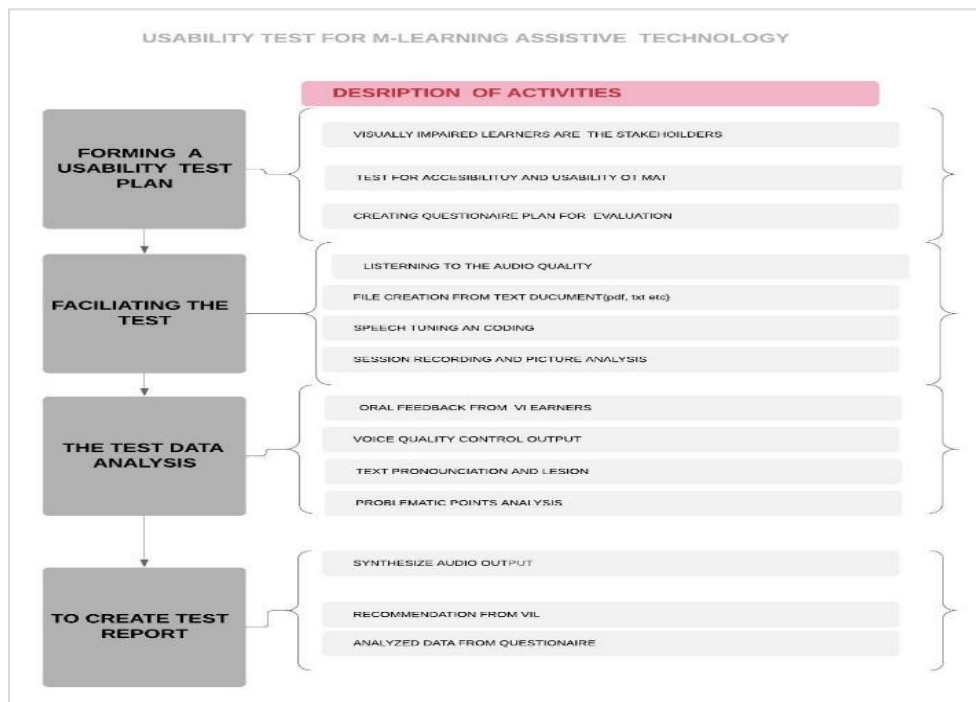 USABILITY TEST FOR M-LEARNING ASSISTIVE TECHNOLOGY
DESRIPTION OF ACTIVITIES
FORMING A
USABILITY TEST
PLAN
VISUALLY IMPAIRED LEARNERS ARE THE STAKEHOILDERS
TEST FOR ACCESIBILITUY AND USABILITY OT MAT
CREATING QUESTIONAIRE PLAN FOR EVALUATION
FACILIATING THE
TEST
LISTERNING TO THE AUDIO QUALITY
FILE CREATION FROM TEXT DUCUMENT(pdf, txt etc)
SPEECH TUNING AN CODING
SESSION RECORDING AND PICTURE ANALYSIS
THE TEST DATA
ANALYSIS
ORAL FEEDBACK FROM VI EARNERS
VOICE QUALITY CONTROL OUTPUT
TEXT PRONOUNCIATION AND LESION
PROBLEMATIC POINTS ANALYSIS
TO CREATE TEST
REPORT
SYNTHESIZE AUDIO OUTPUT
RECOMMENDATION FROM VIL
ANALYZED DATA FROM QUESTIONAIRE